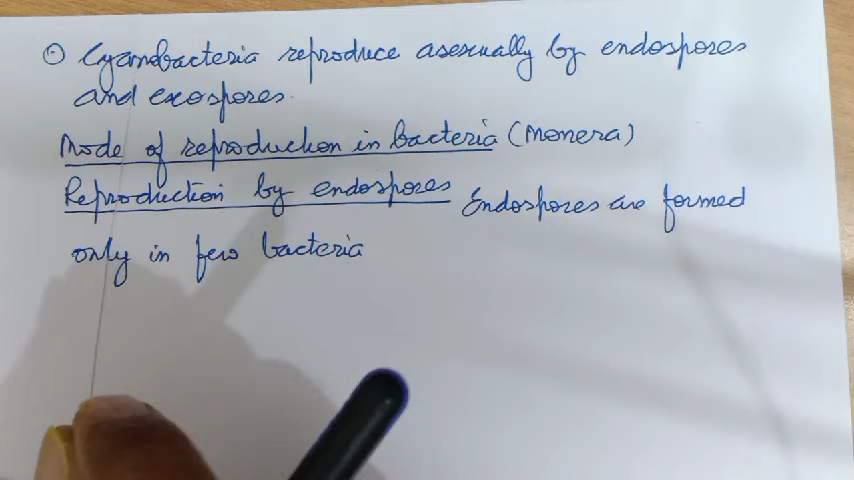 ⊙ Cyanobacteria reproduce asexually by endospores
and exospores.
Mode of reproduction in bacteria (Monera)
Reproduction by endospores Endospores are formed
only in few bacteria